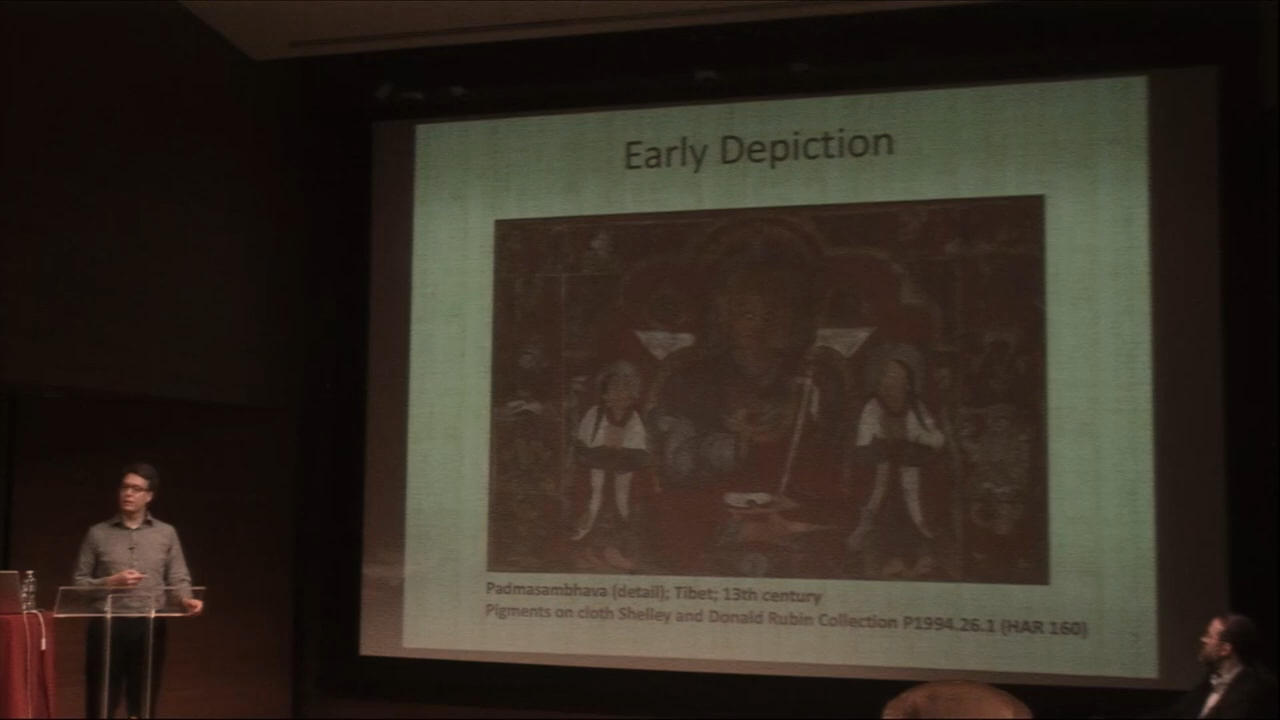 Early Depiction
Padmasambhava (detail); Tibet; 13th century
Pigments on cloth Shelley and Donald Rubin Collection P1994.26.1 (HAR 160)